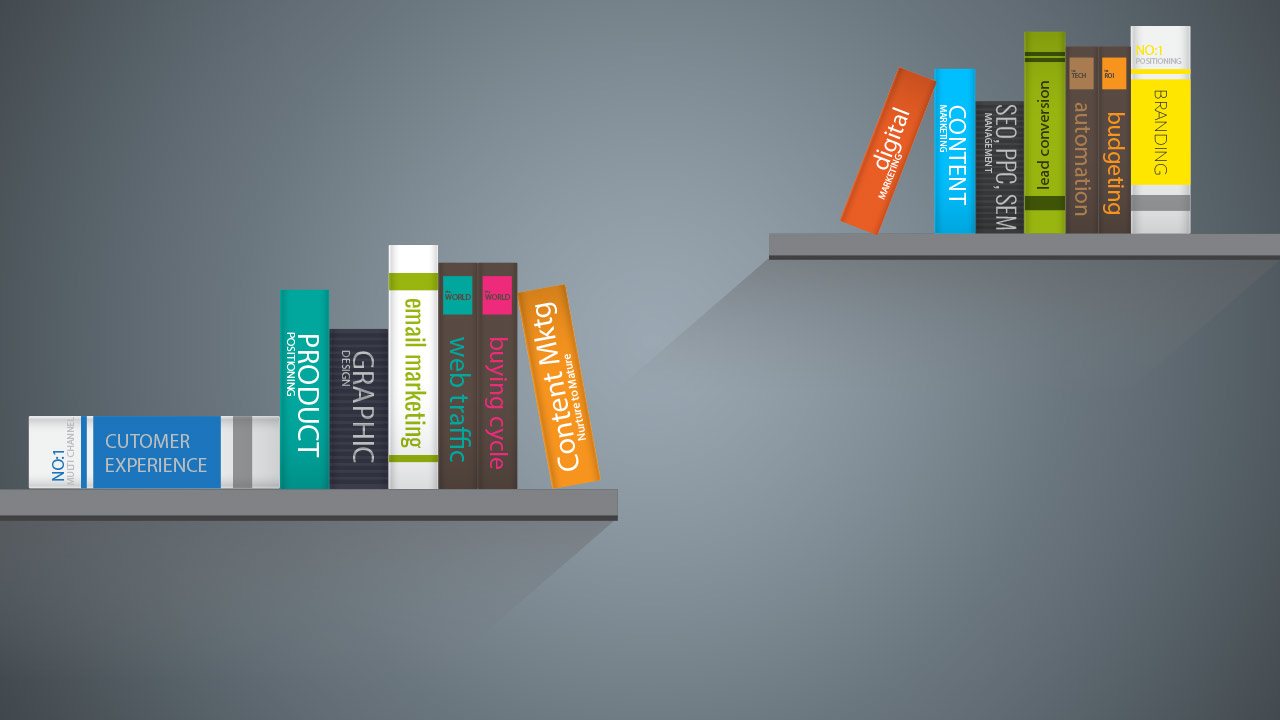 NO:1
MULTI CHANNEL
CUTOMER
EXPERIENCE
PRODUCT
POSITIONING
GRAPHIC
DESIGN
email marketing
WORLD
web traffic
WORLD
buying cycle
Content Mktg
Nurture to Mature
digital
MARKETING
CONTENT
MARKETING
SEO, PPC, SEM
MANAGEMENT
lead conversion
TECH
automation
ROI
budgeting
NO:1
POSITIONING
BRANDING